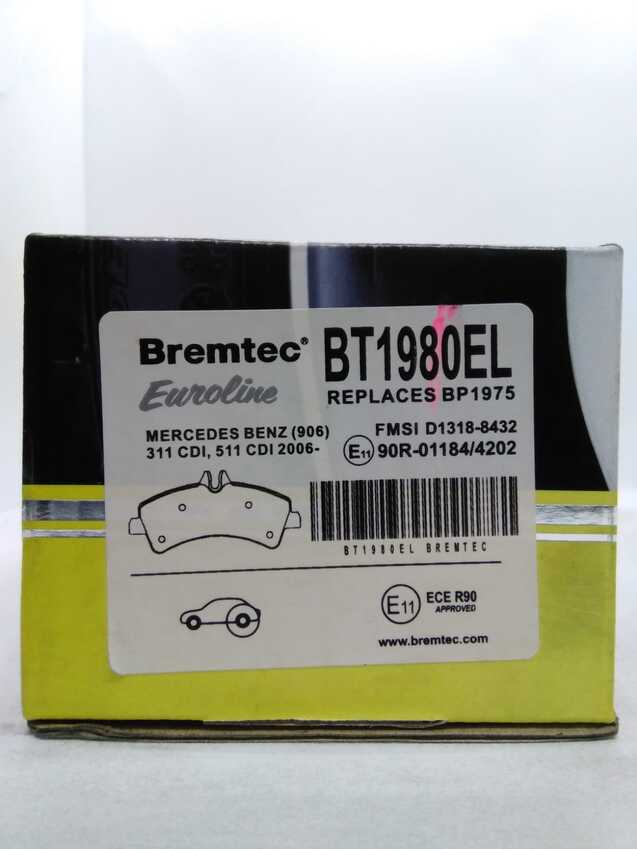 Bremtec®
BT1980EL
Euroline
REPLACES BP1975
MERCEDES BENZ (906)
311 CDI, 511 CDI 2006-
FMSI D1318-8432
E11 90R-01184/4202
BT1980EL BREMTEC
E11
ECE R90
APPROVED
www.bremtec.com